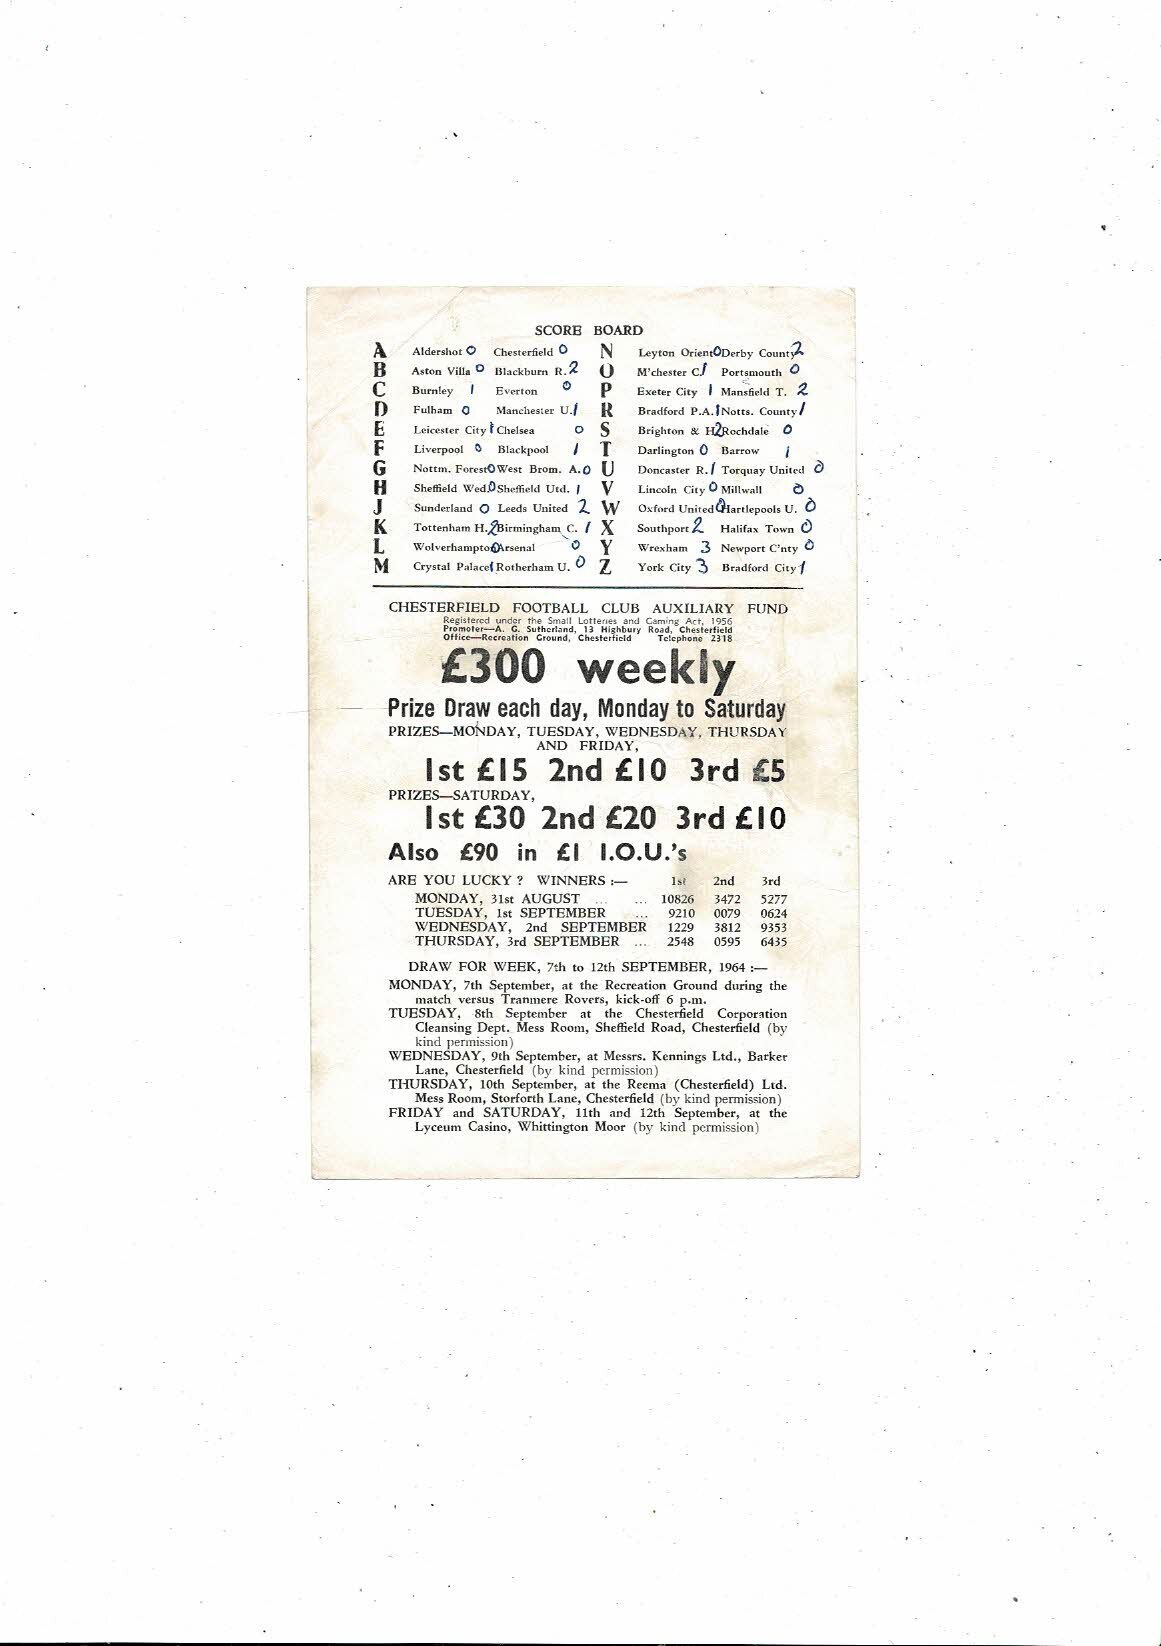 SCORE BOARD
A Aldershot 0 Chesterfield 0 N Leyton Orient 0 Derby County 2
B Aston Villa 0 Blackburn R. 2 O M'chester C. 1 Portsmouth 0
C Burnley 1 Everton 0 P Exeter City 1 Mansfield T. 2
D Fulham 0 Manchester U. 1 R Bradford P.A. 1 Notts. County 1
E Leicester City 1 Chelsea 0 S Brighton & H 2 Rochdale 0
F Liverpool 0 Blackpool 1 T Darlington 0 Barrow 1
G Nottm. Forest 0 West Brom. A. 0 U Doncaster R. 1 Torquay United 0
H Sheffield Wed. 0 Sheffield Utd. 1 V Lincoln City 0 Millwall 0
J Sunderland 0 Leeds United 2 W Oxford United 0 Hartlepools U. 0
K Tottenham H. 2 Birmingham C. 1 X Southport 2 Halifax Town 0
L Wolverhampton 0 Arsenal 0 Y Wrexham 3 Newport C'nty 0
M Crystal Palace 1 Rotherham U. 0 Z York City 3 Bradford City 1
CHESTERFIELD FOOTBALL CLUB AUXILIARY FUND
Registered under the Small Lotteries and Gaming Act, 1956
Promoter—A. G. Sutherland, 13 Highbury Road, Chesterfield
Office—Recreation Ground, Chesterfield Telephone 2318
£300 weekly
Prize Draw each day, Monday to Saturday
PRIZES—MONDAY, TUESDAY, WEDNESDAY, THURSDAY
AND FRIDAY,
1st £15 2nd £10 3rd £5
PRIZES—SATURDAY,
1st £30 2nd £20 3rd £10
Also £90 in £1 I.O.U.'s
ARE YOU LUCKY ? WINNERS :— 1st 2nd 3rd
MONDAY, 31st AUGUST ... ... 10826 3472 5277
TUESDAY, 1st SEPTEMBER ... 9210 0079 0624
WEDNESDAY, 2nd SEPTEMBER 1229 3812 9353
THURSDAY, 3rd SEPTEMBER ... 2548 0595 6435
DRAW FOR WEEK, 7th to 12th SEPTEMBER, 1964 :—
MONDAY, 7th September, at the Recreation Ground during the
match versus Tranmere Rovers, kick-off 6 p.m.
TUESDAY, 8th September at the Chesterfield Corporation
Cleansing Dept. Mess Room, Sheffield Road, Chesterfield (by
kind permission)
WEDNESDAY, 9th September, at Messrs. Kennings Ltd., Barker
Lane, Chesterfield (by kind permission)
THURSDAY, 10th September, at the Reema (Chesterfield) Ltd.
Mess Room, Storforth Lane, Chesterfield (by kind permission)
FRIDAY and SATURDAY, 11th and 12th September, at the
Lyceum Casino, Whittington Moor (by kind permission)